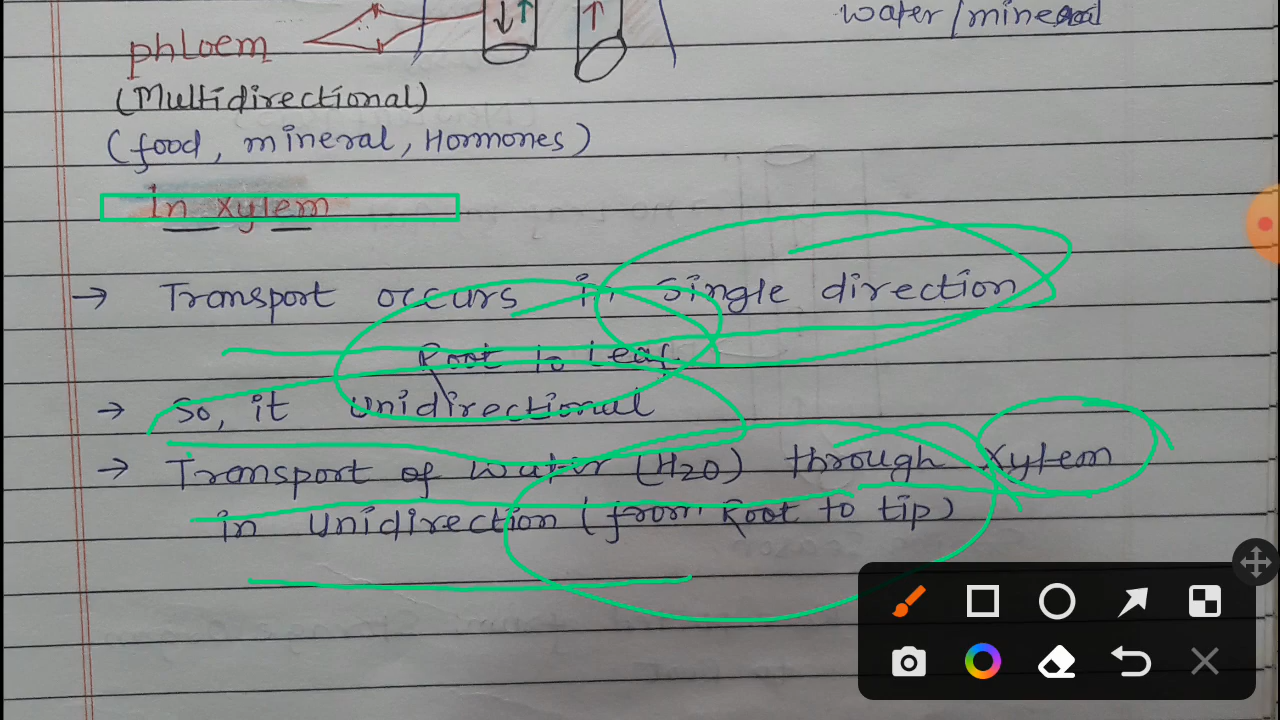 water/mineral
phloem
(Multidirectional)
(food, mineral, Hormones)
in xylem
→ Transport occurs in single direction
Root to Leaf
→ So, it Unidirectional
→ Transport of water (H2O) through Xylem
in Unidirection (from Root to tip)